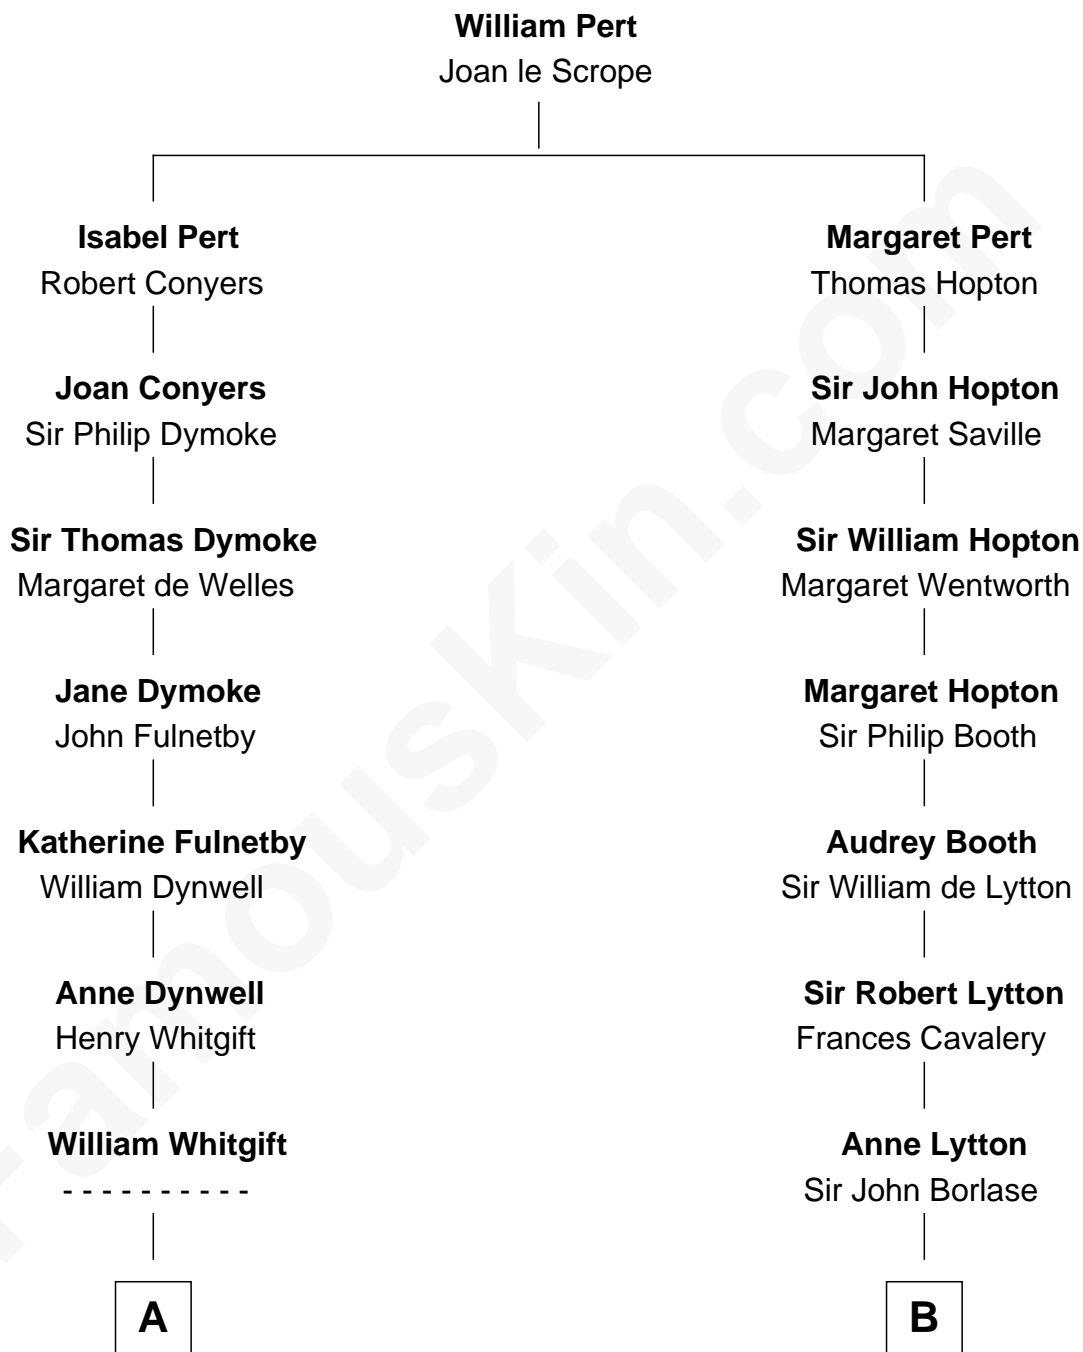 William Pert
Joan le Scrope
Isabel Pert
Robert Conyers
Margaret Pert
Thomas Hopton
Joan Conyers
Sir Philip Dymoke
Sir John Hopton
Margaret Saville
Sir Thomas Dymoke
Margaret de Welles
Sir William Hopton
Margaret Wentworth
Jane Dymoke
John Fulnetby
Margaret Hopton
Sir Philip Booth
Katherine Fulnetby
William Dynwell
Audrey Booth
Sir William de Lytton
Anne Dynwell
Henry Whitgift
Sir Robert Lytton
Frances Cavalery
William Whitgift
- - - - - - - - - -
Anne Lytton
Sir John Borlase
A
B
FamousKin.com